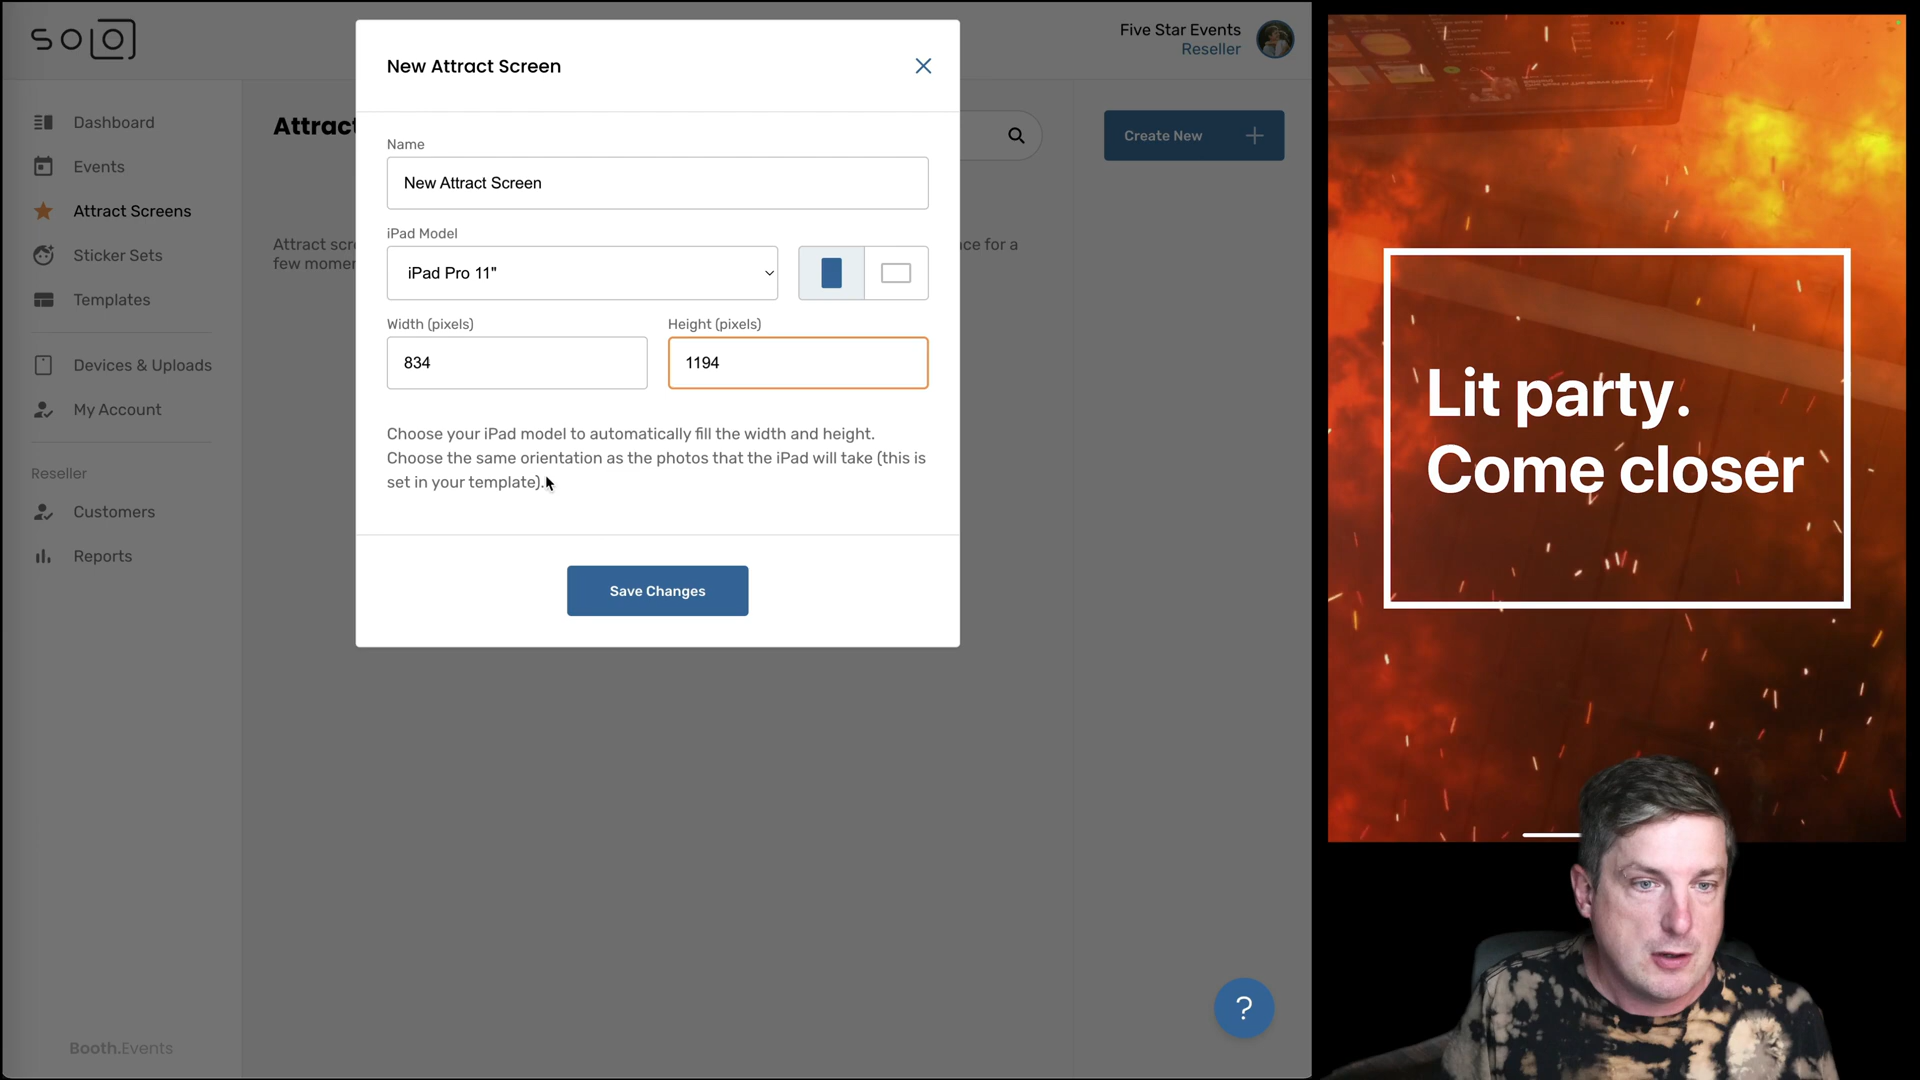 SOLO
Five Star Events
Reseller
Dashboard
Events
Attract Screens
Sticker Sets
Templates
Devices & Uploads
My Account
Reseller
Customers
Reports
Booth.Events
Attract
Create New
Attract scre
nce for a
few momen
New Attract Screen
Name
New Attract Screen
iPad Model
iPad Pro 11"
Width (pixels)
Height (pixels)
834
1194
Choose your iPad model to automatically fill the width and height.
Choose the same orientation as the photos that the iPad will take (this is
set in your template).
Save Changes
?
Lit party.
Come closer